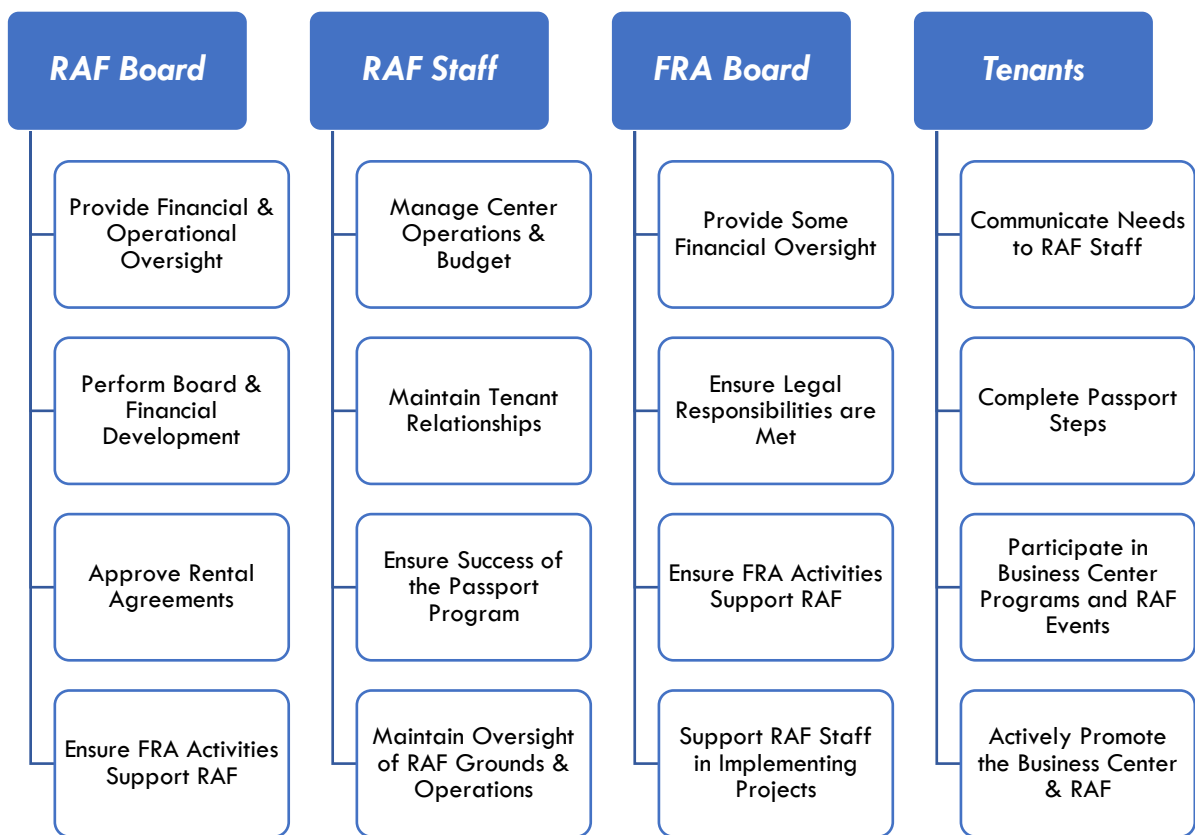 RAF Board
Provide Financial &
Operational
Oversight
Perform Board &
Financial
Development
Approve Rental
Agreements
Ensure FRA Activities
Support RAF
RAF Staff
Manage Center
Operations &
Budget
Maintain Tenant
Relationships
Ensure Success of
the Passport
Program
Maintain Oversight
of RAF Grounds &
Operations
FRA Board
Provide Some
Financial Oversight
Ensure Legal
Responsibilities are
Met
Ensure FRA Activities
Support RAF
Support RAF Staff
in Implementing
Projects
Tenants
Communicate Needs
to RAF Staff
Complete Passport
Steps
Participate in
Business Center
Programs and RAF
Events
Actively Promote
the Business Center
& RAF